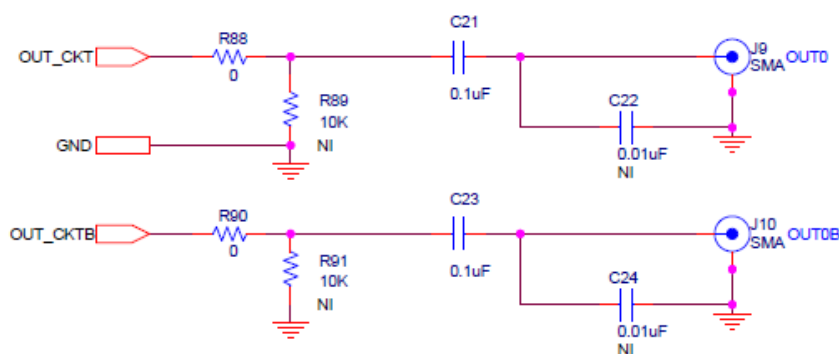 C21
R88
J9
OUT_CKT
SMA
OUT0
0
R89
0.1uF
C22
10K
GND
NI
0.01uF
NI
C23
R90
J10
OUT_CKTB
SMA
OUT0B
0
R91
0.1uF
C24
10K
NI
0.01uF
NI